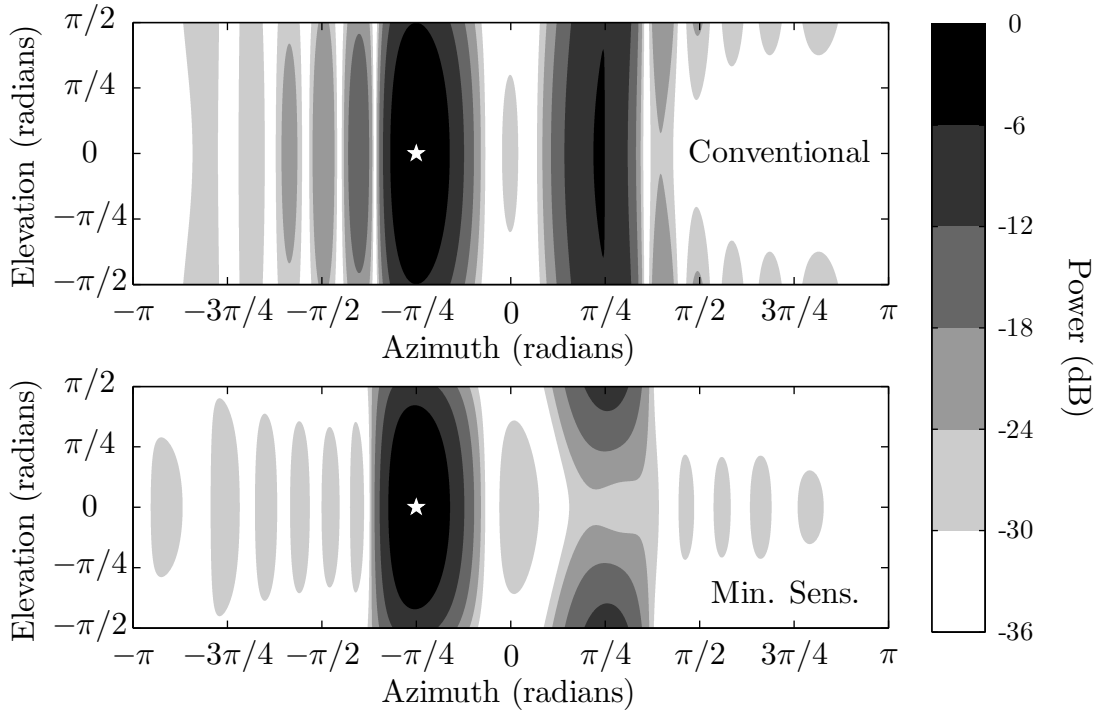 Elevation (radians)
π/2
π/4
0
−π/4
−π/2
Conventional
−π −3π/4 −π/2 −π/4 0 π/4 π/2 3π/4 π
Azimuth (radians)
Elevation (radians)
π/2
π/4
0
−π/4
−π/2
Min. Sens.
−π −3π/4 −π/2 −π/4 0 π/4 π/2 3π/4 π
Azimuth (radians)
0
-6
-12
-18
-24
-30
-36
Power (dB)